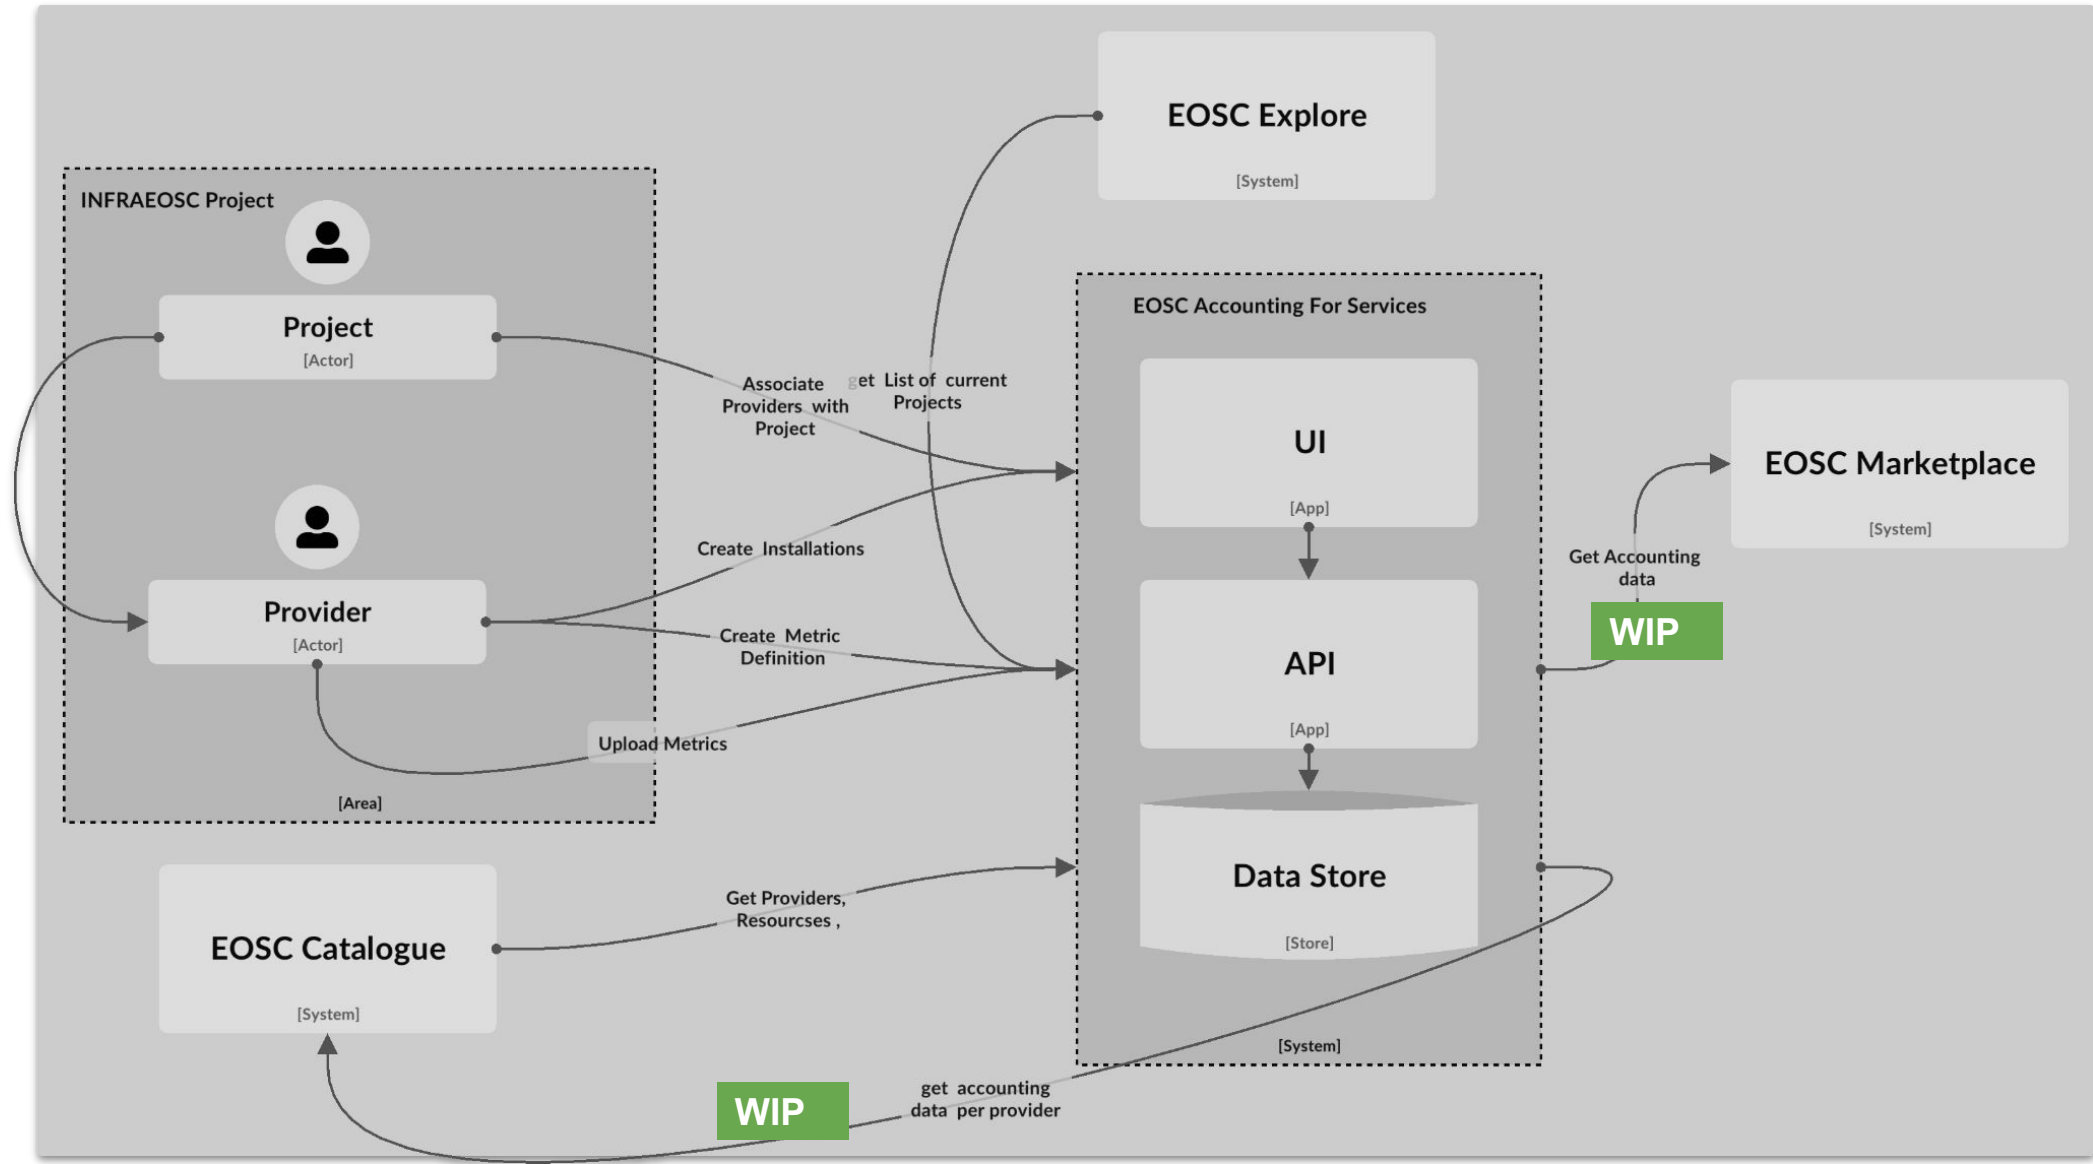 EOSC Explore
[System]
INFRAEOSC Project
Project
[Actor]
Provider
[Actor]
[Area]
Associate
Providers with
Project
get List of current
Projects
Create Installations
Create Metric
Definition
Upload Metrics
EOSC Accounting For Services
UI
[App]
API
[App]
Data Store
[Store]
[System]
EOSC Marketplace
[System]
Get Accounting
data
WIP
EOSC Catalogue
[System]
Get Providers,
Resourcses ,
get accounting
data per provider
WIP